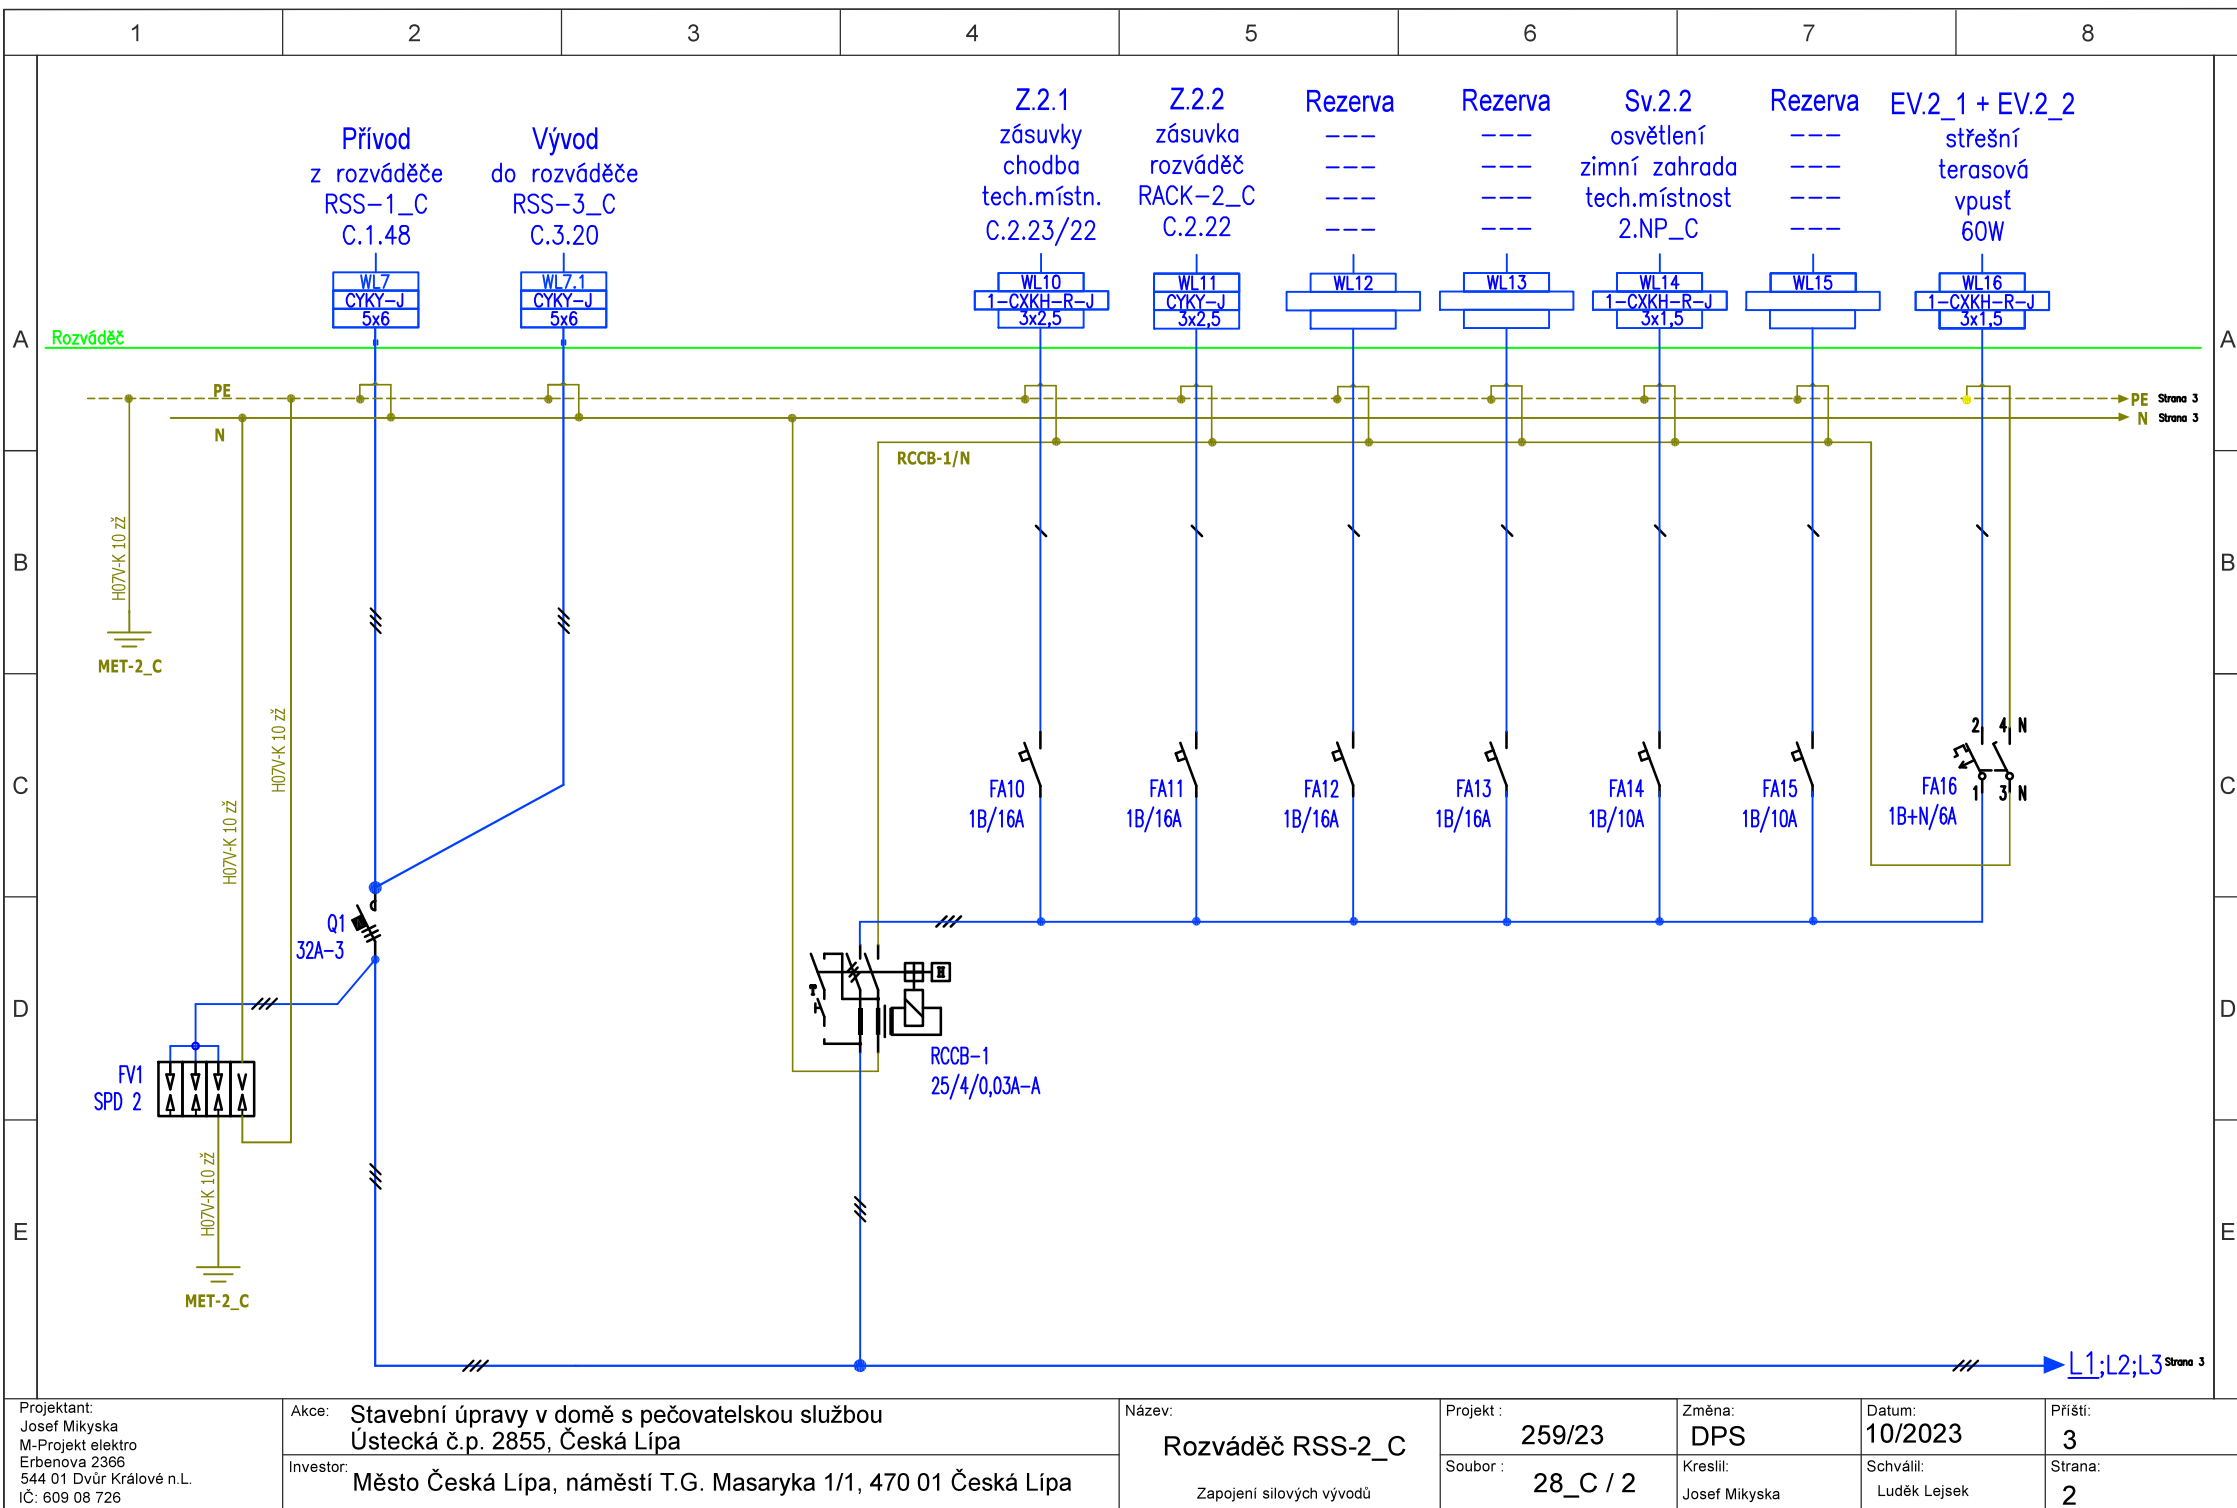 1 2 3 4 5 6 7 8
Přívod
z rozváděče
RSS-1_C
C.1.48
Vývod
do rozváděče
RSS-3_C
C.3.20
Z.2.1
zásuvky
chodba
tech.místn.
C.2.23/22
Z.2.2
zásuvka
rozváděč
RACK-2_C
C.2.22
Rezerva
---
---
---
---
Rezerva
---
---
---
---
Sv.2.2
osvětlení
zimní zahrada
tech.místnost
2.NP_C
Rezerva
---
---
---
---
EV.2_1 + EV.2_2
střešní
terasová
vpusť
60W
WL7
CYKY-J
5x6
WL7.1
CYKY-J
5x6
WL10
1-CXKH-R-J
3x2,5
WL11
CYKY-J
3x2,5
WL12
WL13
WL14
1-CXKH-R-J
3x1,5
WL15
WL16
1-CXKH-R-J
3x1,5
A
Rozváděč
A
PE
PE Strana 3
N
N Strana 3
RCCB-1/N
B
H07V-K 10 zž
B
MET-2_C
H07V-K 10 zž
H07V-K 10 zž
C
FA10
1B/16A
FA11
1B/16A
FA12
1B/16A
FA13
1B/16A
FA14
1B/10A
FA15
1B/10A
2 4 N
FA16
1B+N/6A
1 3 N
C
Q1
32A-3
D
H
RCCB-1
25/4/0,03A-A
D
FV1
SPD 2
H07V-K 10 zž
MET-2_C
E
E
L1;L2;L3 Strana 3
Projektant:
Josef Mikyska
M-Projekt elektro
Erbenova 2366
544 01 Dvůr Králové n.L.
IČ: 609 08 726
Akce: Stavební úpravy v domě s pečovatelskou službou
Ústecká č.p. 2855, Česká Lípa
Investor: Město Česká Lípa, náměstí T.G. Masaryka 1/1, 470 01 Česká Lípa
Název:
Rozváděč RSS-2_C
Zapojení silových vývodů
Projekt :
259/23
Soubor :
28_C / 2
Změna:
DPS
Kreslil:
Josef Mikyska
Datum:
10/2023
Schválil:
Luděk Lejsek
Příští:
3
Strana:
2